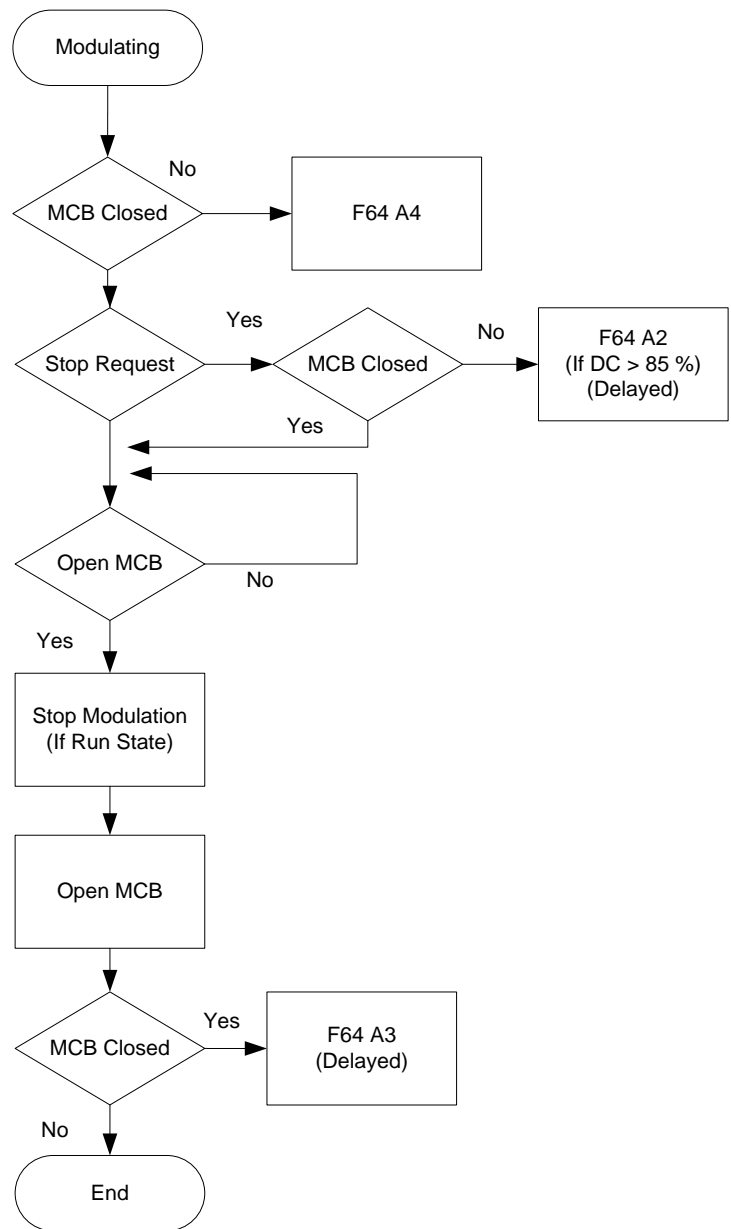 Modulating
No
MCB Closed
F64 A4
Yes
No
Stop Request
MCB Closed
F64 A2
(If DC > 85 %)
(Delayed)
Yes
Open MCB
No
Yes
Stop Modulation
(If Run State)
Open MCB
Yes
MCB Closed
F64 A3
(Delayed)
No
End